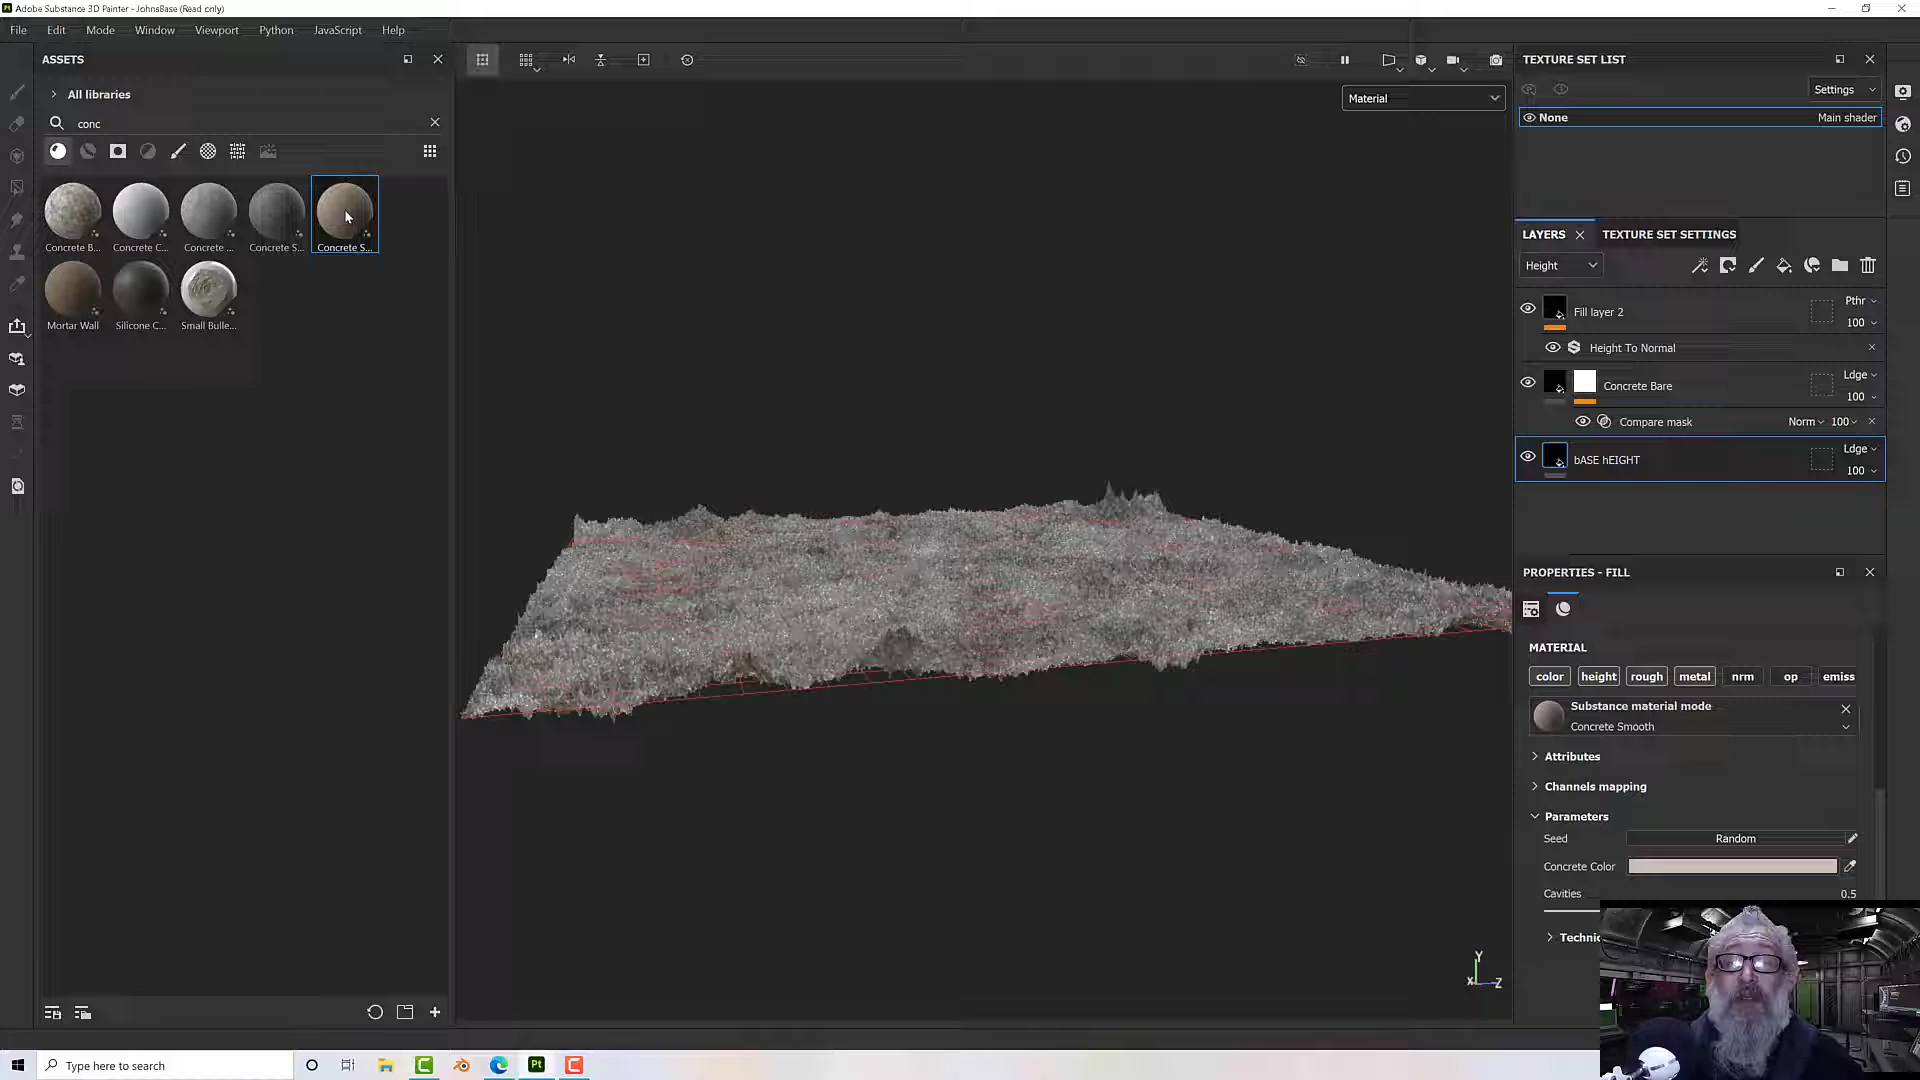 Pt Adobe Substance 3D Painter - JohnsBase (Read only)
File Edit Mode Window Viewport Python JavaScript Help
ASSETS
All libraries
conc
Concrete B... Concrete C... Concrete ... Concrete S... Concrete S...
Mortar Wall Silicone C... Small Bulle...
Material
Y
X Z
TEXTURE SET LIST
Settings
None Main shader
LAYERS TEXTURE SET SETTINGS
Height
Fill layer 2 Pthr
100
Height To Normal
Concrete Bare Ldge
100
Compare mask Norm 100
bASE hEIGHT Ldge
100
PROPERTIES - FILL
MATERIAL
color height rough metal nrm op emiss
Substance material mode
Concrete Smooth
Attributes
Channels mapping
Parameters
Seed Random
Concrete Color
Cavities 0.5
Technic
Type here to search
Pt